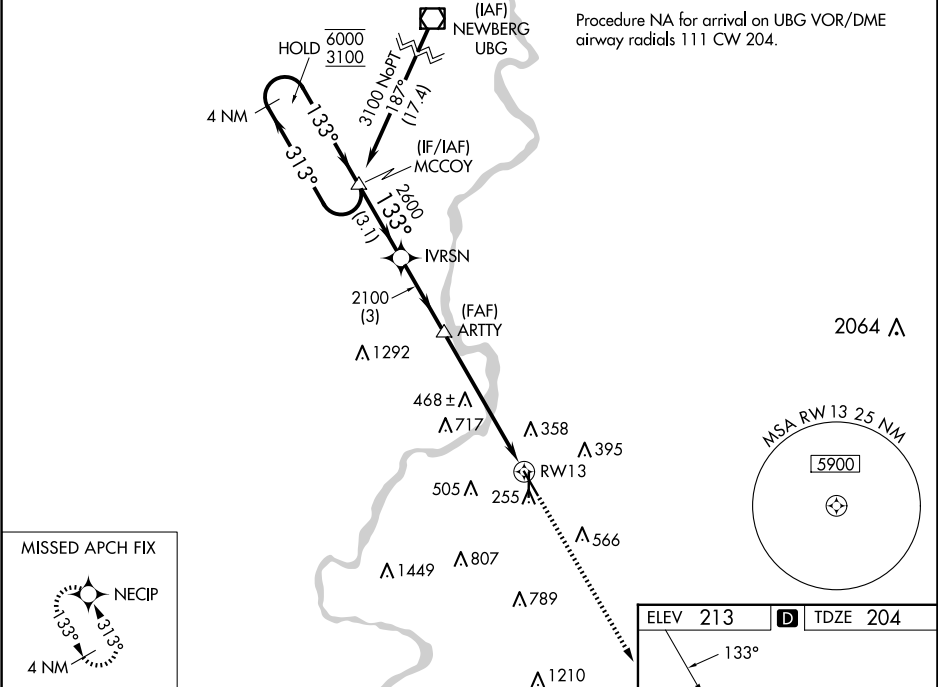 (IAF)
NEWBERG
UBG
Procedure NA for arrival on UBG VOR/DME
airway radials 111 CW 204.
HOLD 6000
3100
4 NM
133°
313°
3100 NoPT
187°
(17.4)
(IF/IAF)
MCCOY
2600
133°
(3.1)
IVRSN
2100
(3)
(FAF)
ARTTY
2064
1292
468 ±
717
358
395
RW13
505
255
566
1449
807
789
1210
MSA RW 13 25 NM
5900
MISSED APCH FIX
NECIP
133°
313°
4 NM
ELEV 213 D TDZE 204
133°